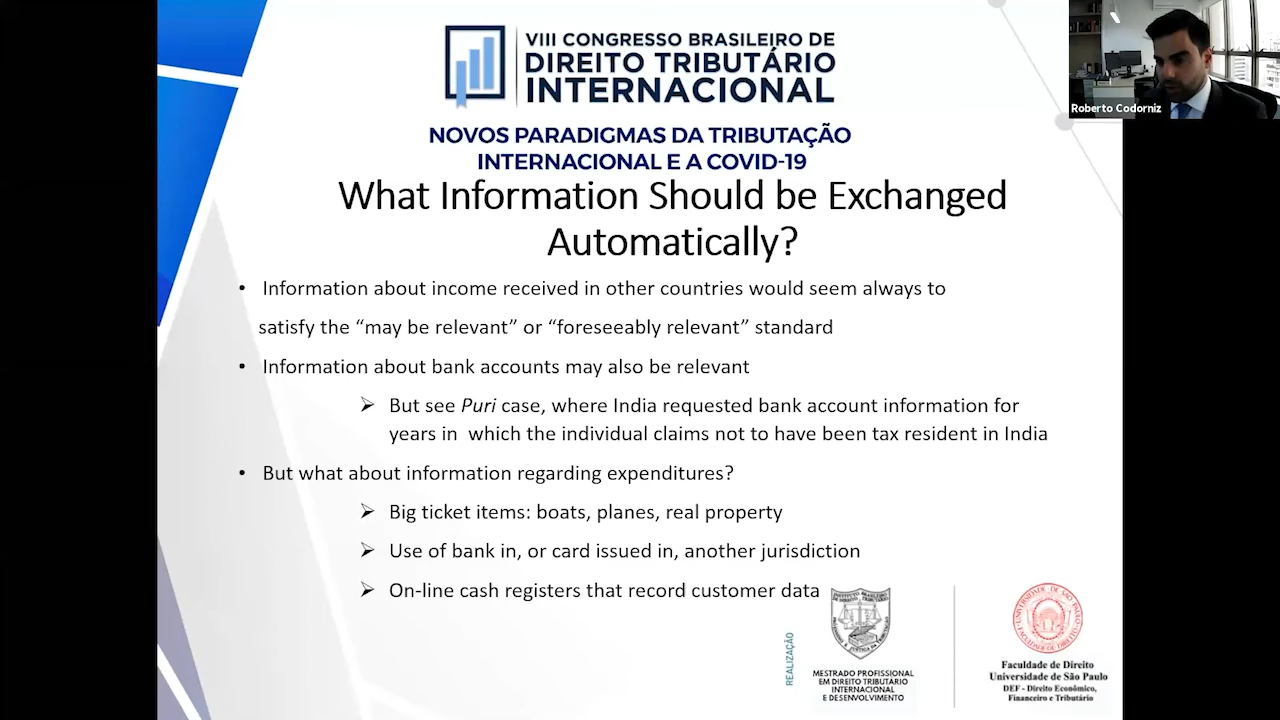 VIII CONGRESSO BRASILEIRO DE
DIREITO TRIBUTÁRIO
INTERNACIONAL
NOVOS PARADIGMAS DA TRIBUTAÇÃO
INTERNACIONAL E A COVID-19
Roberto Codorniz
What Information Should be Exchanged
Automatically?
• Information about income received in other countries would seem always to
satisfy the “may be relevant” or “foreseeably relevant” standard
• Information about bank accounts may also be relevant
➢ But see Puri case, where India requested bank account information for
years in which the individual claims not to have been tax resident in India
• But what about information regarding expenditures?
➢ Big ticket items: boats, planes, real property
➢ Use of bank in, or card issued in, another jurisdiction
➢ On-line cash registers that record customer data
REALIZAÇÃO
MESTRADO PROFISSIONAL
EM DIREITO TRIBUTÁRIO
INTERNACIONAL
E DESENVOLVIMENTO
Faculdade de Direito
Universidade de São Paulo
DEF - Direito Econômico,
Financeiro e Tributário